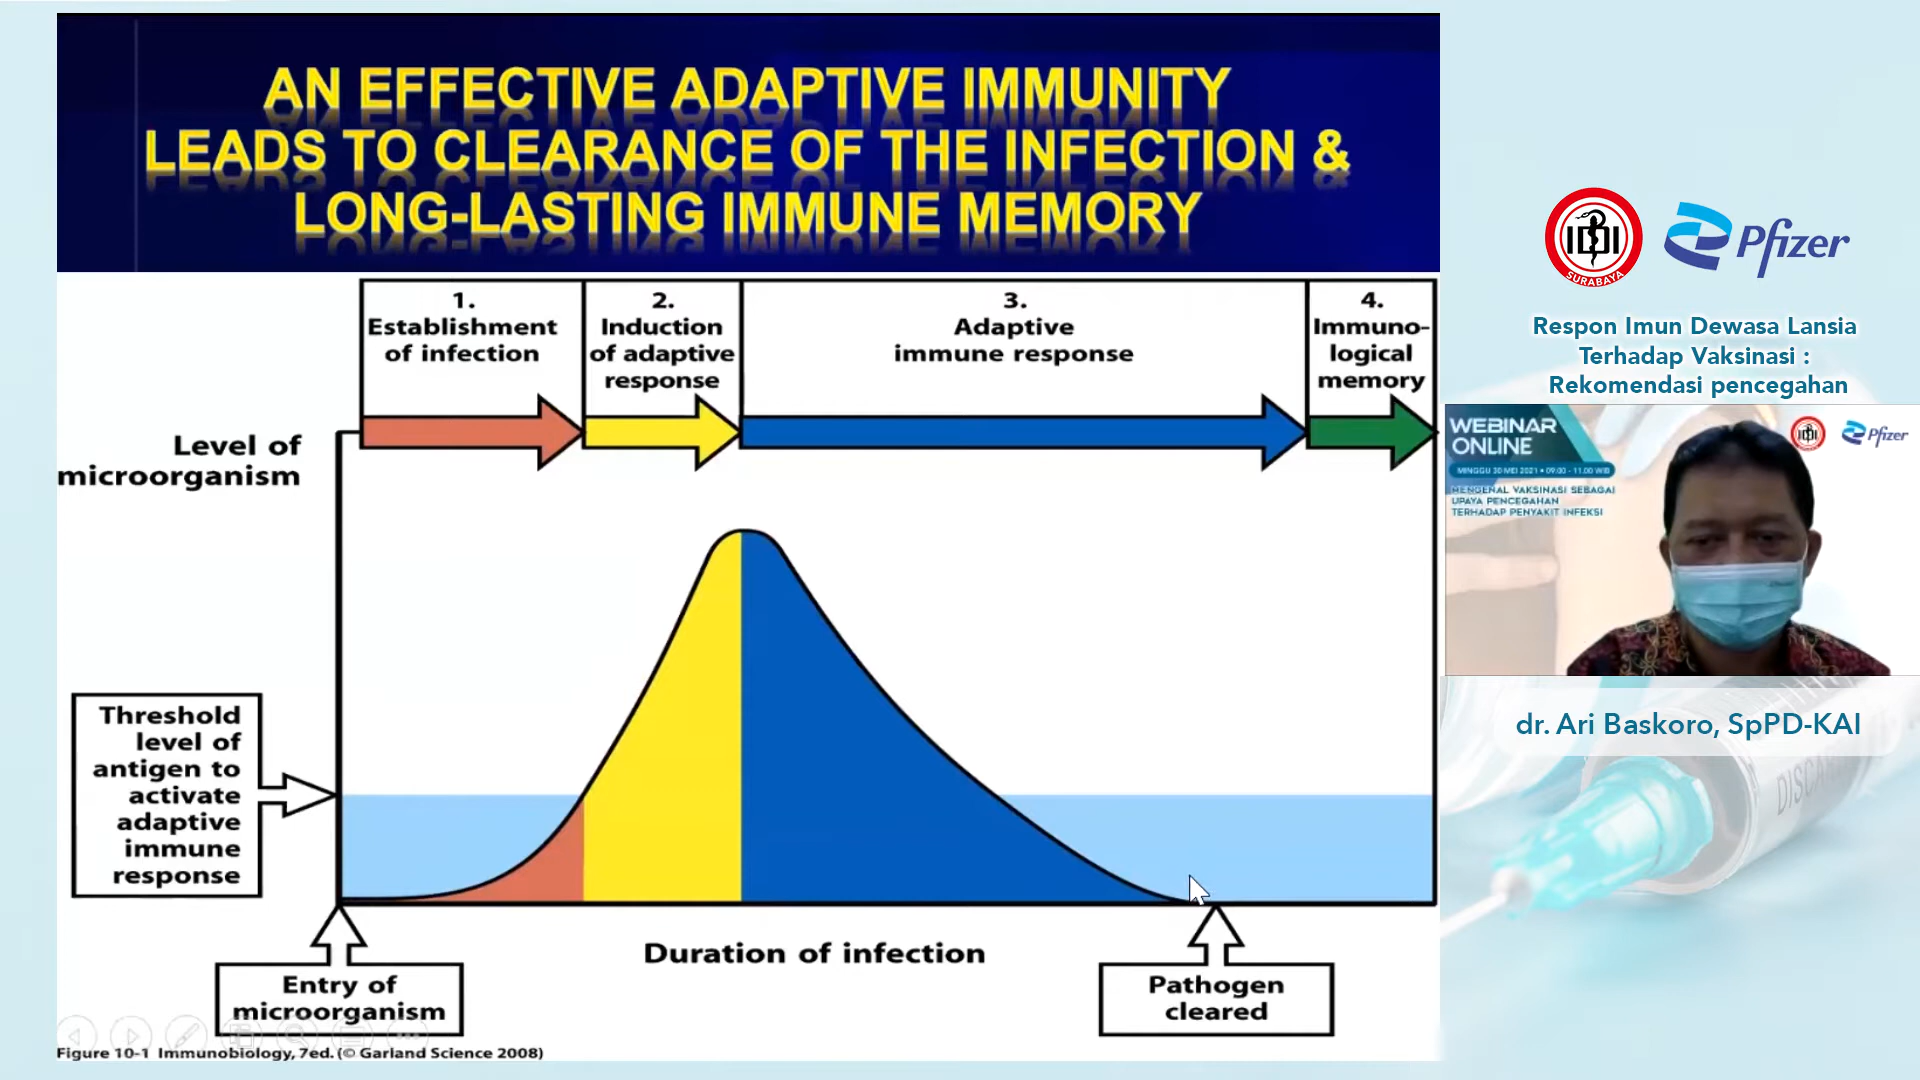 AN EFFECTIVE ADAPTIVE IMMUNITY
LEADS TO CLEARANCE OF THE INFECTION &
LONG-LASTING IMMUNE MEMORY
1.
Establishment
of infection
2.
Induction
of adaptive
response
3.
Adaptive
immune response
4.
Immuno-
logical
memory
Level of
microorganism
Threshold
level of
antigen to
activate
adaptive
immune
response
Duration of infection
Entry of
microorganism
Pathogen
cleared
Figure 10-1 Immunobiology, 7ed. (© Garland Science 2008)
IDI
SURABAYA
Pfizer
Respon Imun Dewasa Lansia
Terhadap Vaksinasi :
Rekomendasi pencegahan
WEBINAR
ONLINE
MINGGU 30 MEI 2021 • 09.00 - 11.00 WIB
MENGENAL VAKSINASI SEBAGAI
UPAYA PENCEGAHAN
TERHADAP PENYAKIT INFEKSI
IDI
Pfizer
dr. Ari Baskoro, SpPD-KAI